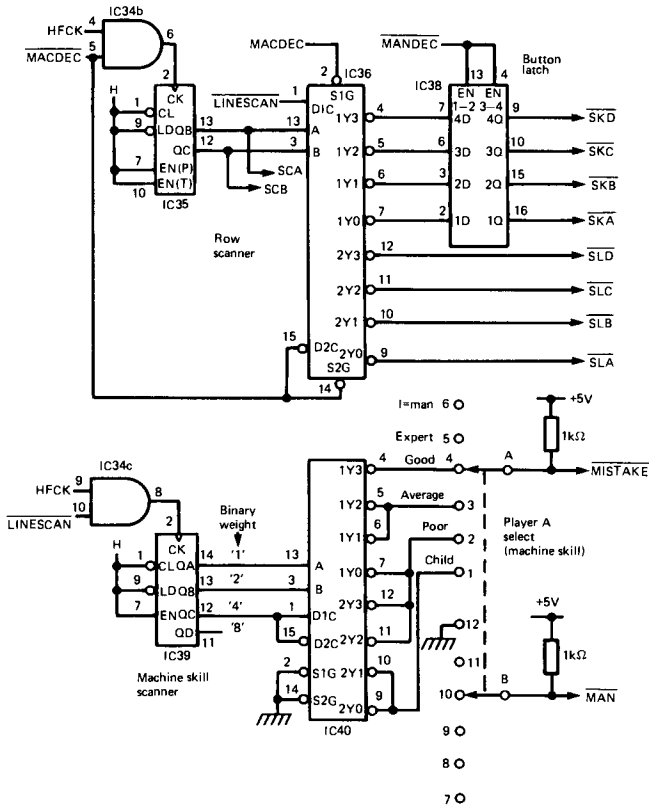 IC34b
HFCK 4
6
MACDEC 5
2
MACDEC
2 IC36
MANDEC
Button
latch
13 4
IC38
H
CK
1 CL
9 LD QB 13
QC 12
7 EN(P)
10 EN(T)
IC35
LINESCAN 1
S1G
D1C
13 A
3 B
SCA
SCB
Row
scanner
EN EN
1-2 3-4
1Y3 4 7 4D 4Q 9 SKD
1Y2 5 6 3D 3Q 10 SKC
1Y1 6 3 2D 2Q 15 SKB
1Y0 7 2 1D 1Q 16 SKA
2Y3 12 SLD
2Y2 11 SLC
2Y1 10 SLB
15 D2C 2Y0 9 SLA
S2G
14
I=man 6
Expert 5
Good 4
+5V
1kΩ
A
MISTAKE
IC34c
HFCK 9
8
LINESCAN 10
2
Binary
weight
H
CK
1 CL QA 14 '1' 13 A
9 LD QB 13 '2' 3 B
7 EN QC 12 '4' 1 D1C
QD 11 '8'
15 D2C
IC39
Machine skill
scanner
2 S1G
14 S2G
IC40
1Y3 4
1Y2 5 Average 3
1Y1 6
Poor 2
1Y0 7 Child 1
2Y3 12
2Y2 11
2Y1 10
2Y0 9
Player A
select
(machine skill)
12
11
10
9
8
7
+5V
1kΩ
B
MAN